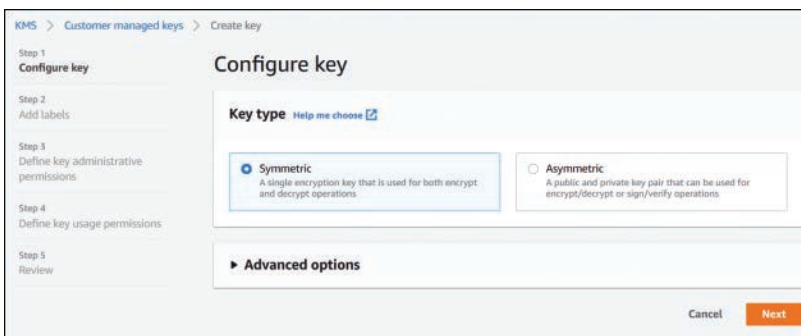 KMS > Customer managed keys > Create key
Step 1
Configure key
Step 2
Add labels
Step 3
Define key administrative
permissions
Step 4
Define key usage permissions
Step 5
Review
Configure key
Key type Help me choose
Symmetric
A single encryption key that is used for both encrypt
and decrypt operations
Asymmetric
A public and private key pair that can be used for
encrypt/decrypt or sign/verify operations
Advanced options
Cancel Next